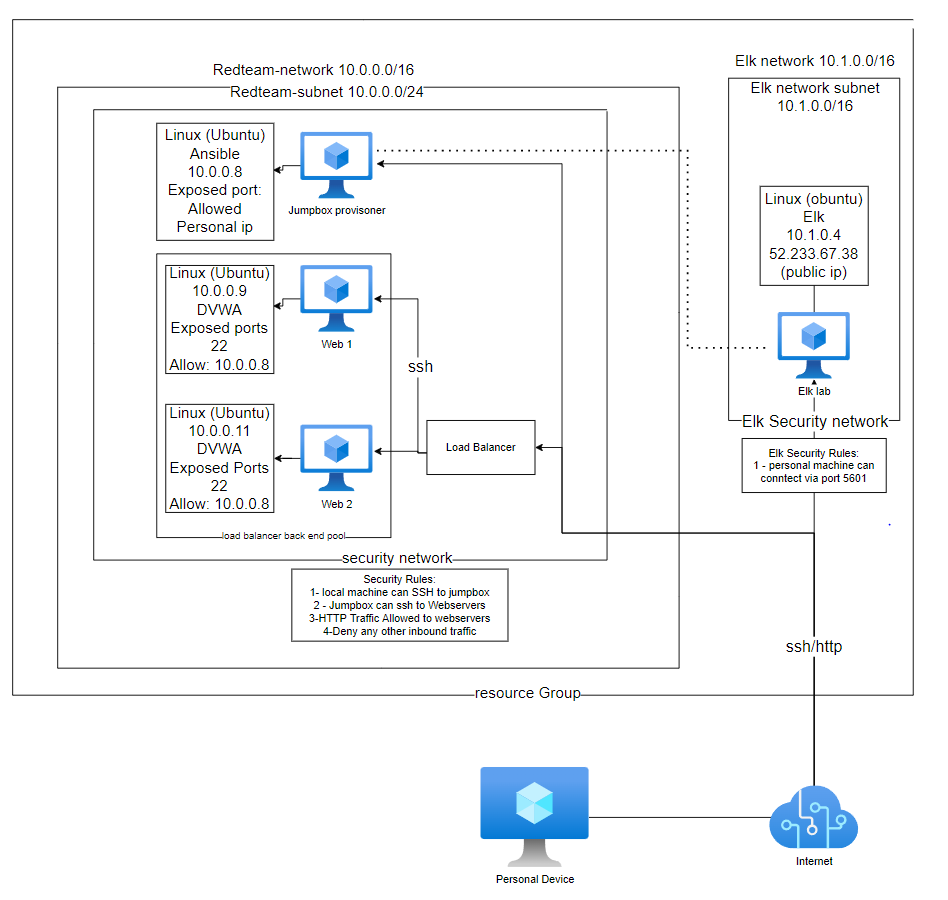 Elk network 10.1.0.0/16
Redteam-network 10.0.0.0/16
Redteam-subnet 10.0.0.0/24
Elk network subnet
10.1.0.0/16
Linux (Ubuntu)
Ansible
10.0.0.8
Exposed port:
Allowed
Personal ip
Jumpbox provisoner
Linux (obuntu)
Elk
10.1.0.4
52.233.67.38
(public ip)
Linux (Ubuntu)
10.0.0.9
DVWA
Exposed ports
22
Allow: 10.0.0.8
Web 1
ssh
Elk lab
Linux (Ubuntu)
10.0.0.11
DVWA
Exposed Ports
22
Allow: 10.0.0.8
Web 2
Load Balancer
Elk Security network
Elk Security Rules:
1 - personal machine can
conntect via port 5601
load balancer back end pool
security network
Security Rules:
1- local machine can SSH to jumpbox
2 - Jumpbox can ssh to Webservers
3-HTTP Traffic Allowed to webservers
4-Deny any other inbound traffic
ssh/http
resource Group
Personal Device
Internet